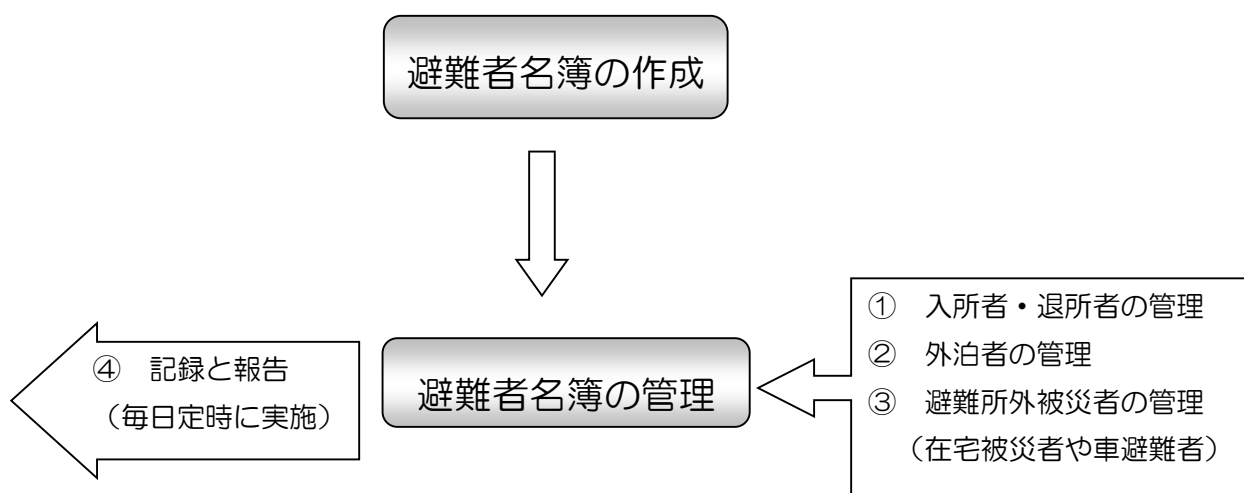 避難者名簿の作成
避難者名簿の管理
① 入所者・退所者の管理
② 外泊者の管理
③ 避難所外被災者の管理
（在宅被災者や車避難者）
④ 記録と報告
（毎日定時に実施）